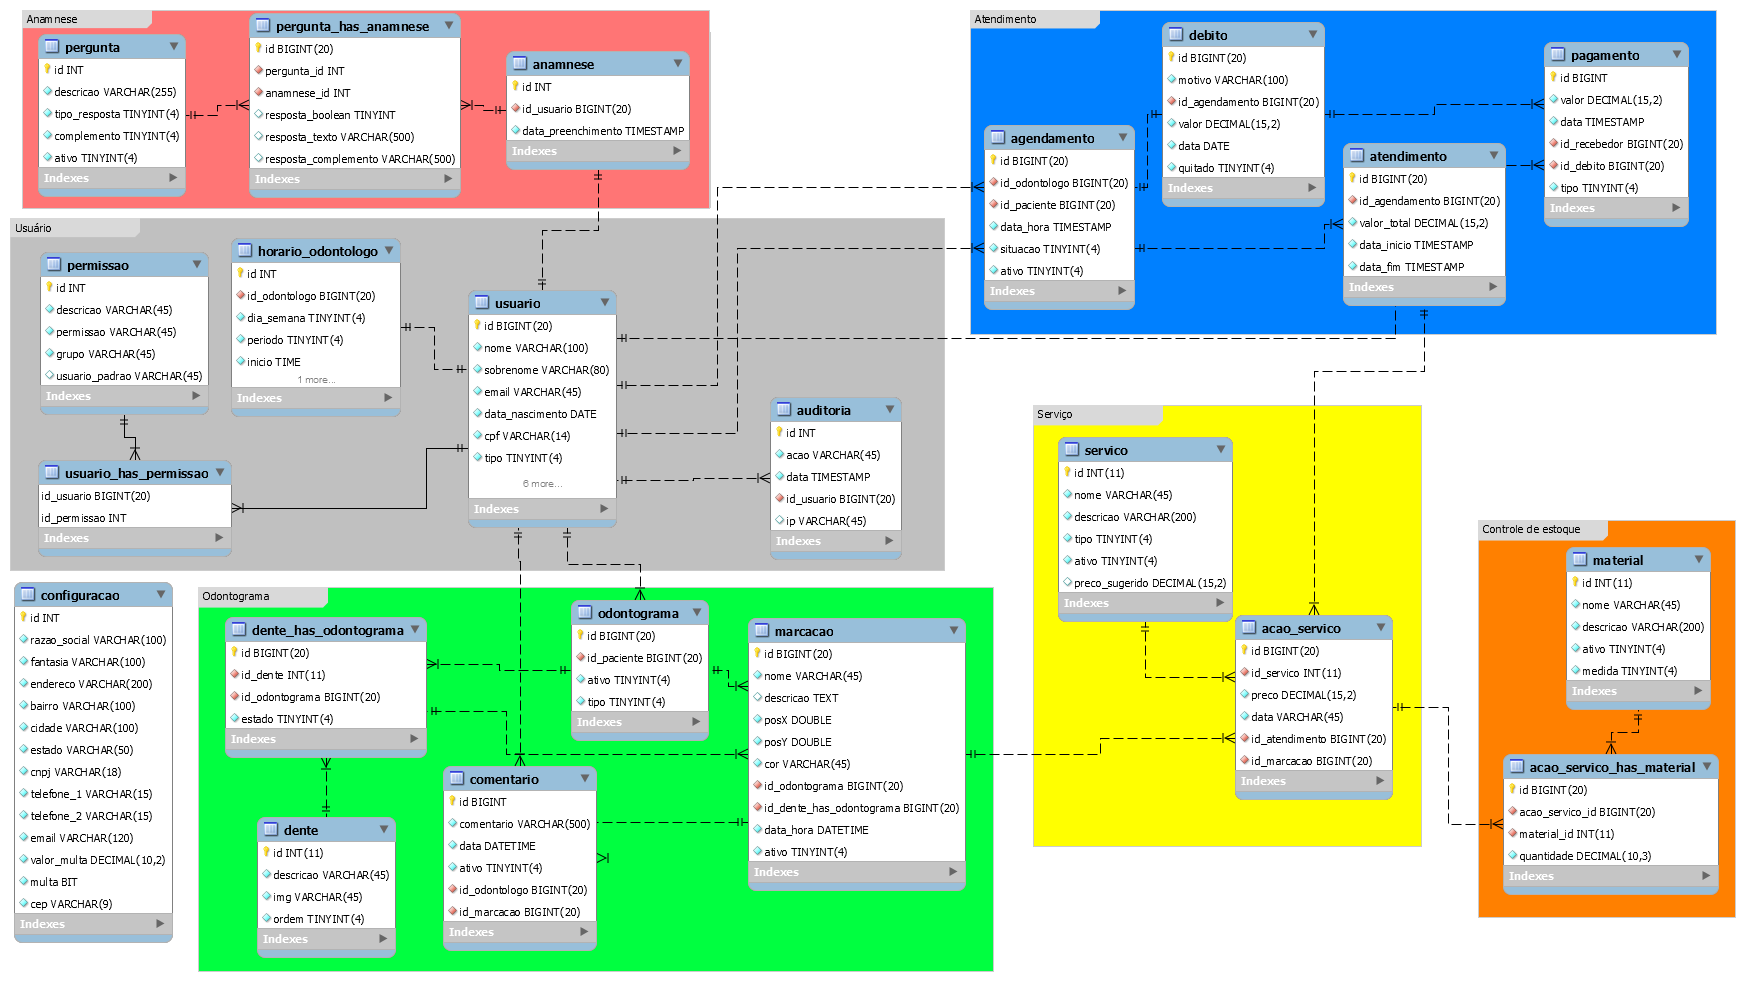 Anamnese
pergunta
id INT
descricao VARCHAR(255)
tipo_resposta TINYINT(4)
complemento TINYINT(4)
ativo TINYINT(4)
Indexes
pergunta_has_anamnese
id BIGINT(20)
pergunta_id INT
anamnese_id INT
resposta_boolean TINYINT
resposta_texto VARCHAR(500)
resposta_complemento VARCHAR(500)
Indexes
anamnese
id INT
id_usuario BIGINT(20)
data_preenchimento TIMESTAMP
Indexes
Atendimento
debito
id BIGINT(20)
motivo VARCHAR(100)
id_agendamento BIGINT(20)
valor DECIMAL(15,2)
data DATE
quitado TINYINT(4)
Indexes
pagamento
id BIGINT
valor DECIMAL(15,2)
data TIMESTAMP
id_recebedor BIGINT(20)
id_debito BIGINT(20)
tipo TINYINT(4)
Indexes
agendamento
id BIGINT(20)
id_odontologo BIGINT(20)
id_paciente BIGINT(20)
data_hora TIMESTAMP
situacao TINYINT(4)
ativo TINYINT(4)
Indexes
atendimento
id BIGINT(20)
id_agendamento BIGINT(20)
valor_total DECIMAL(15,2)
data_inicio TIMESTAMP
data_fim TIMESTAMP
Indexes
Usuário
permissao
id INT
descricao VARCHAR(45)
permissao VARCHAR(45)
grupo VARCHAR(45)
usuario_padrao VARCHAR(45)
Indexes
horario_odontologo
id INT
id_odontologo BIGINT(20)
dia_semana TINYINT(4)
periodo TINYINT(4)
inicio TIME
1 more...
Indexes
usuario
id BIGINT(20)
nome VARCHAR(100)
sobrenome VARCHAR(80)
email VARCHAR(45)
data_nascimento DATE
cpf VARCHAR(14)
tipo TINYINT(4)
6 more...
Indexes
auditoria
id INT
acao VARCHAR(45)
data TIMESTAMP
id_usuario BIGINT(20)
ip VARCHAR(45)
Indexes
usuario_has_permissao
id_usuario BIGINT(20)
id_permissao INT
Indexes
Serviço
servico
id INT(11)
nome VARCHAR(45)
descricao VARCHAR(200)
tipo TINYINT(4)
ativo TINYINT(4)
preco_sugerido DECIMAL(15,2)
Indexes
acao_servico
id BIGINT(20)
id_servico INT(11)
preco DECIMAL(15,2)
data VARCHAR(45)
id_atendimento BIGINT(20)
id_marcacao BIGINT(20)
Indexes
Controle de estoque
material
id INT(11)
nome VARCHAR(45)
descricao VARCHAR(200)
ativo TINYINT(4)
medida TINYINT(4)
Indexes
acao_servico_has_material
id BIGINT(20)
acao_servico_id BIGINT(20)
material_id INT(11)
quantidade DECIMAL(10,3)
Indexes
configuracao
id INT
razao_social VARCHAR(100)
fantasia VARCHAR(100)
endereco VARCHAR(200)
bairro VARCHAR(100)
cidade VARCHAR(100)
estado VARCHAR(50)
cnpj VARCHAR(18)
telefone_1 VARCHAR(15)
telefone_2 VARCHAR(15)
email VARCHAR(120)
valor_multa DECIMAL(10,2)
multa BIT
cep VARCHAR(9)
Indexes
Odontograma
dente_has_odontograma
id BIGINT(20)
id_dente INT(11)
id_odontograma BIGINT(20)
estado TINYINT(4)
Indexes
odontograma
id BIGINT(20)
id_paciente BIGINT(20)
ativo TINYINT(4)
tipo TINYINT(4)
Indexes
marcacao
id BIGINT(20)
nome VARCHAR(45)
descricao TEXT
posX DOUBLE
posY DOUBLE
cor VARCHAR(45)
id_odontograma BIGINT(20)
id_dente_has_odontograma BIGINT(20)
data_hora DATETIME
ativo TINYINT(4)
Indexes
comentario
id BIGINT
comentario VARCHAR(500)
data DATETIME
ativo TINYINT(4)
id_odontologo BIGINT(20)
id_marcacao BIGINT(20)
Indexes
dente
id INT(11)
descricao VARCHAR(45)
img VARCHAR(45)
ordem TINYINT(4)
Indexes